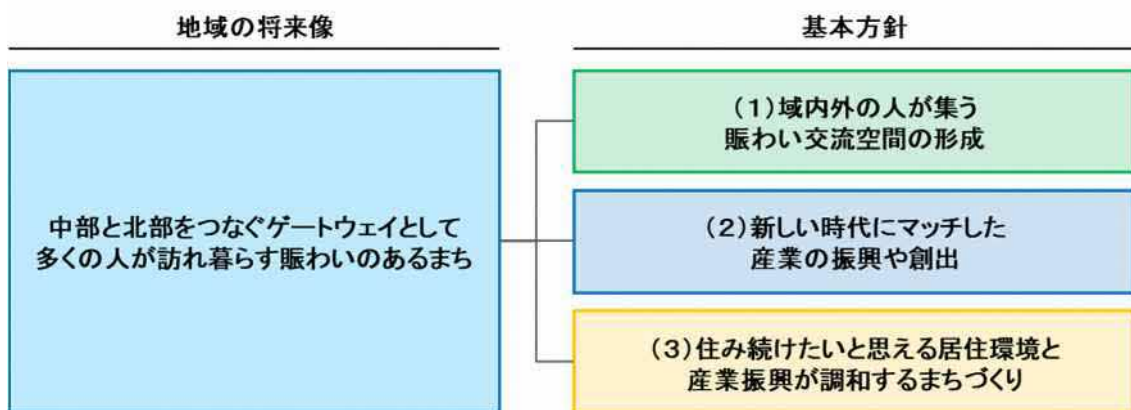 地域の将来像
基本方針
中部と北部をつなぐゲートウェイとして
多くの人が訪れ暮らす賑わいのあるまち
(1)域内外の人が集う
賑わい交流空間の形成
(2)新しい時代にマッチした
産業の振興や創出
(3)住み続けたいと思える居住環境と
産業振興が調和するまちづくり